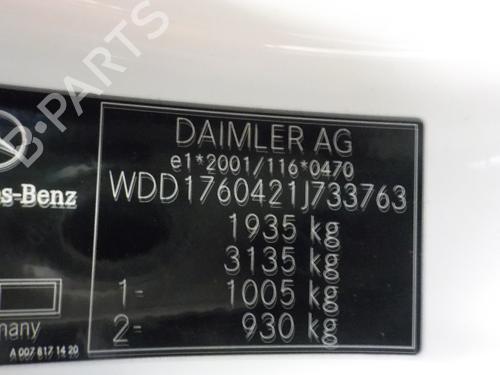 B-PARTS
DAIMLER AG
e1*2001/116*0470
WDD1760421J733763
1935 kg
3135 kg
1- 1005 kg
2- 930 kg
s-Benz
many
A 007 817 14 20